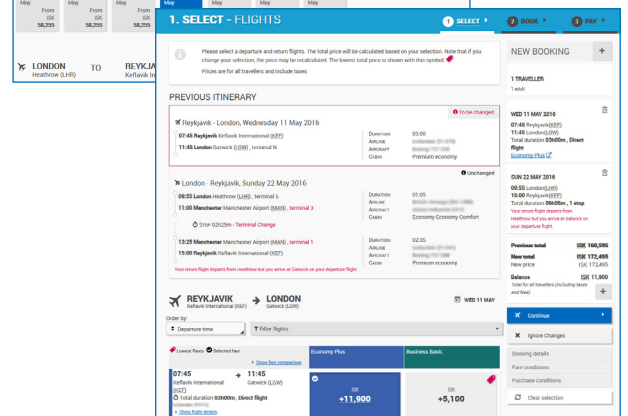 May
From
ISK
58,255
May
From
ISK
58,255
May
From
ISK
58,255
LONDON
Heathrow (LHR)
TO
REYKJA
Keflavik In
May
May
May
May
1. SELECT - FLIGHTS
1 SELECT
2 BOOK
3 PAY
Please select a departure and return flights. The total price will be calculated based on your selection. Note that if you
change your selection, the price may be recalculated. The lowest total price is shown with this symbol
Prices are for all travellers and include taxes
PREVIOUS ITINERARY
To be changed
Reykjavik - London, Wednesday 11 May 2016
07:45 Reykjavik Keflavik International (KEF)
11:45 London Gatwick (LGW) , terminal N
DURATION 03:00
AIRLINE
AIRCRAFT
CABIN Premium economy
Unchanged
London - Reykjavik, Sunday 22 May 2016
09:55 London Heathrow (LHR) , terminal 5
11:00 Manchester Manchester Airport (MAN) , terminal 3
DURATION 01:05
AIRLINE
AIRCRAFT
CABIN Economy Economy Comfort
STOP 02h25m - Terminal Change
13:25 Manchester Manchester Airport (MAN) , terminal 1
15:00 Reykjavik Keflavik International (KEF)
DURATION 02:35
AIRLINE
AIRCRAFT
CABIN Premium economy
Your return flight departs from Heathrow but you arrive at Gatwick on your departure flight
REYKJAVIK
Keflavik International (KEF)
LONDON
Gatwick (LGW)
WED 11 MAY
Order by
Departure time
Filter flights
Lowest Fares Selected fare
Show fare comparison
Economy Plus
Business Basic
07:45
Keflavik International
(KEF)
11:45
Gatwick (LGW)
Total duration 03h00m, Direct flight
Show flight details
ISK
+11,900
ISK
+5,100
NEW BOOKING
+
1 TRAVELLER
1 adult
WED 11 MAY 2016
07:45 Reykjavik(KEF)
11:45 London(LGW)
Total duration 03h00m , Direct
flight
Economy Plus
SUN 22 MAY 2016
09:55 London(LHR)
15:00 Reykjavik(KEF)
Total duration 06h05m , 1 stop
Your return flight departs from
Heathrow but you arrive at Gatwick on
your departure flight.
Previous total ISK 160,595
New total ISK 172,495
New price ISK 172,495
Balance ISK 11,900
Total for all travellers (including taxes
and fees)
+
Continue
Ignore Changes
Booking details
Fare conditions
Purchase conditions
Clear selection